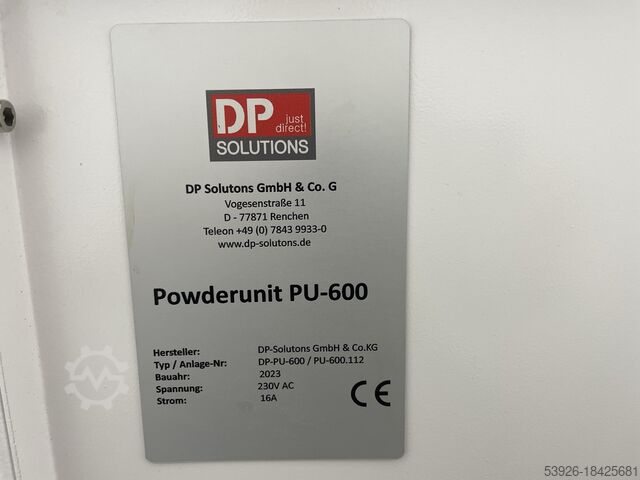 DP
just
direct!
SOLUTIONS
DP Solutons GmbH & Co. G
Vogesenstraße 11
D - 77871 Renchen
Teleon +49 (0) 7843 9933-0
www.dp-solutons.de
Powderunit PU-600
Hersteller: DP-Solutons GmbH & Co.KG
Typ / Anlage-Nr: DP-PU-600 / PU-600.112
Bauahr: 2023
Spannung: 230V AC
Strom: 16A
CE
53926-18425681